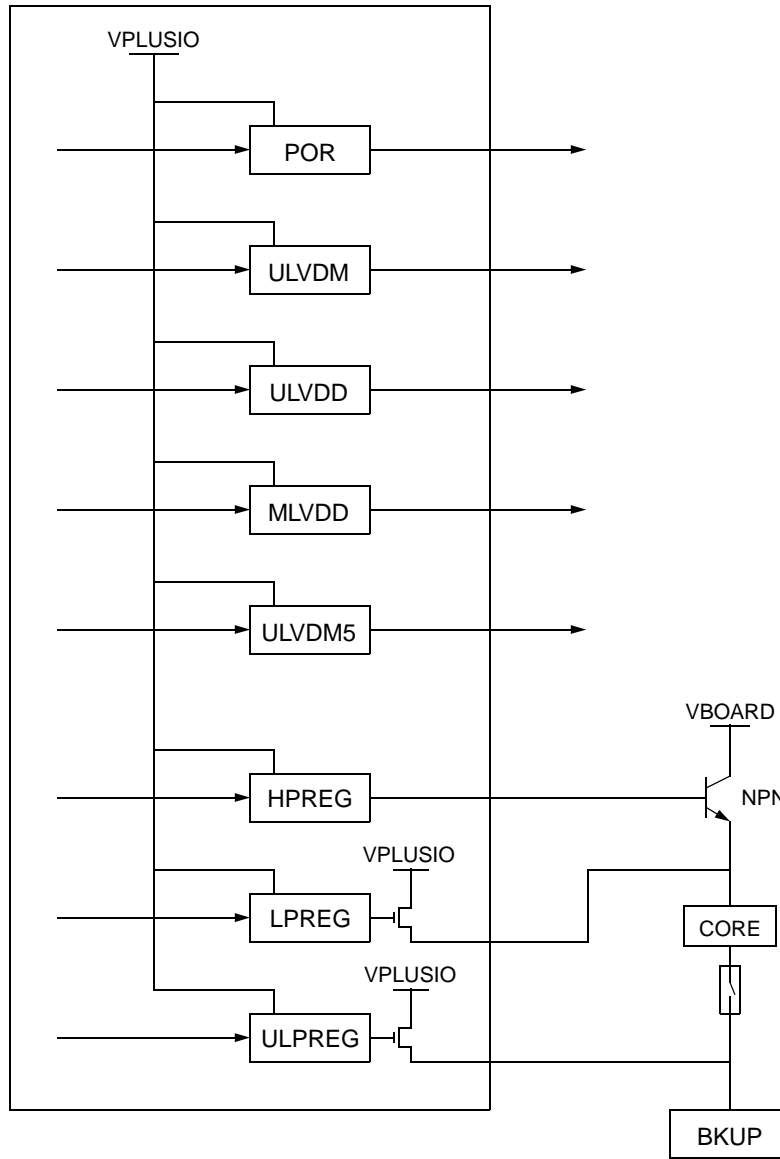 VPLUSIO
POR
ULVDM
ULVDD
MLVDD
ULVDM5
VBOARD
HPREG
NPN
VPLUSIO
LPREG
CORE
VPLUSIO
ULPREG
BKUP